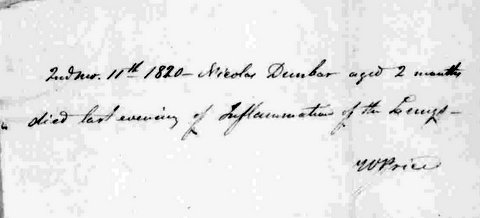 2nd mo. 11th 1820 - Nicolas Dunbar aged 2 months
died last evening of Inflammation of the Lungs -
W Price